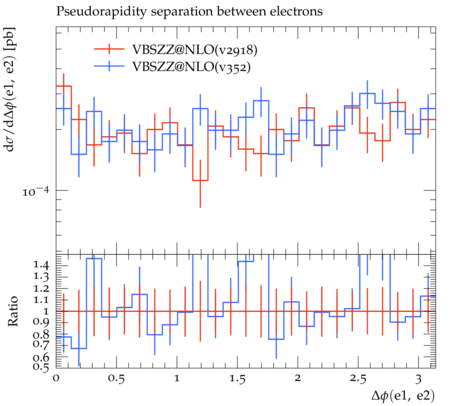 Pseudorapidity separation between electrons
dσ/dΔϕ(e1, e2) [pb]
VBSZZ@NLO(v2918)
VBSZZ@NLO(v352)
10⁻⁴
Ratio
1.4
1.3
1.2
1.1
1
0.9
0.8
0.7
0.6
0.5
0 0.5 1 1.5 2 2.5 3
Δϕ(e1, e2)